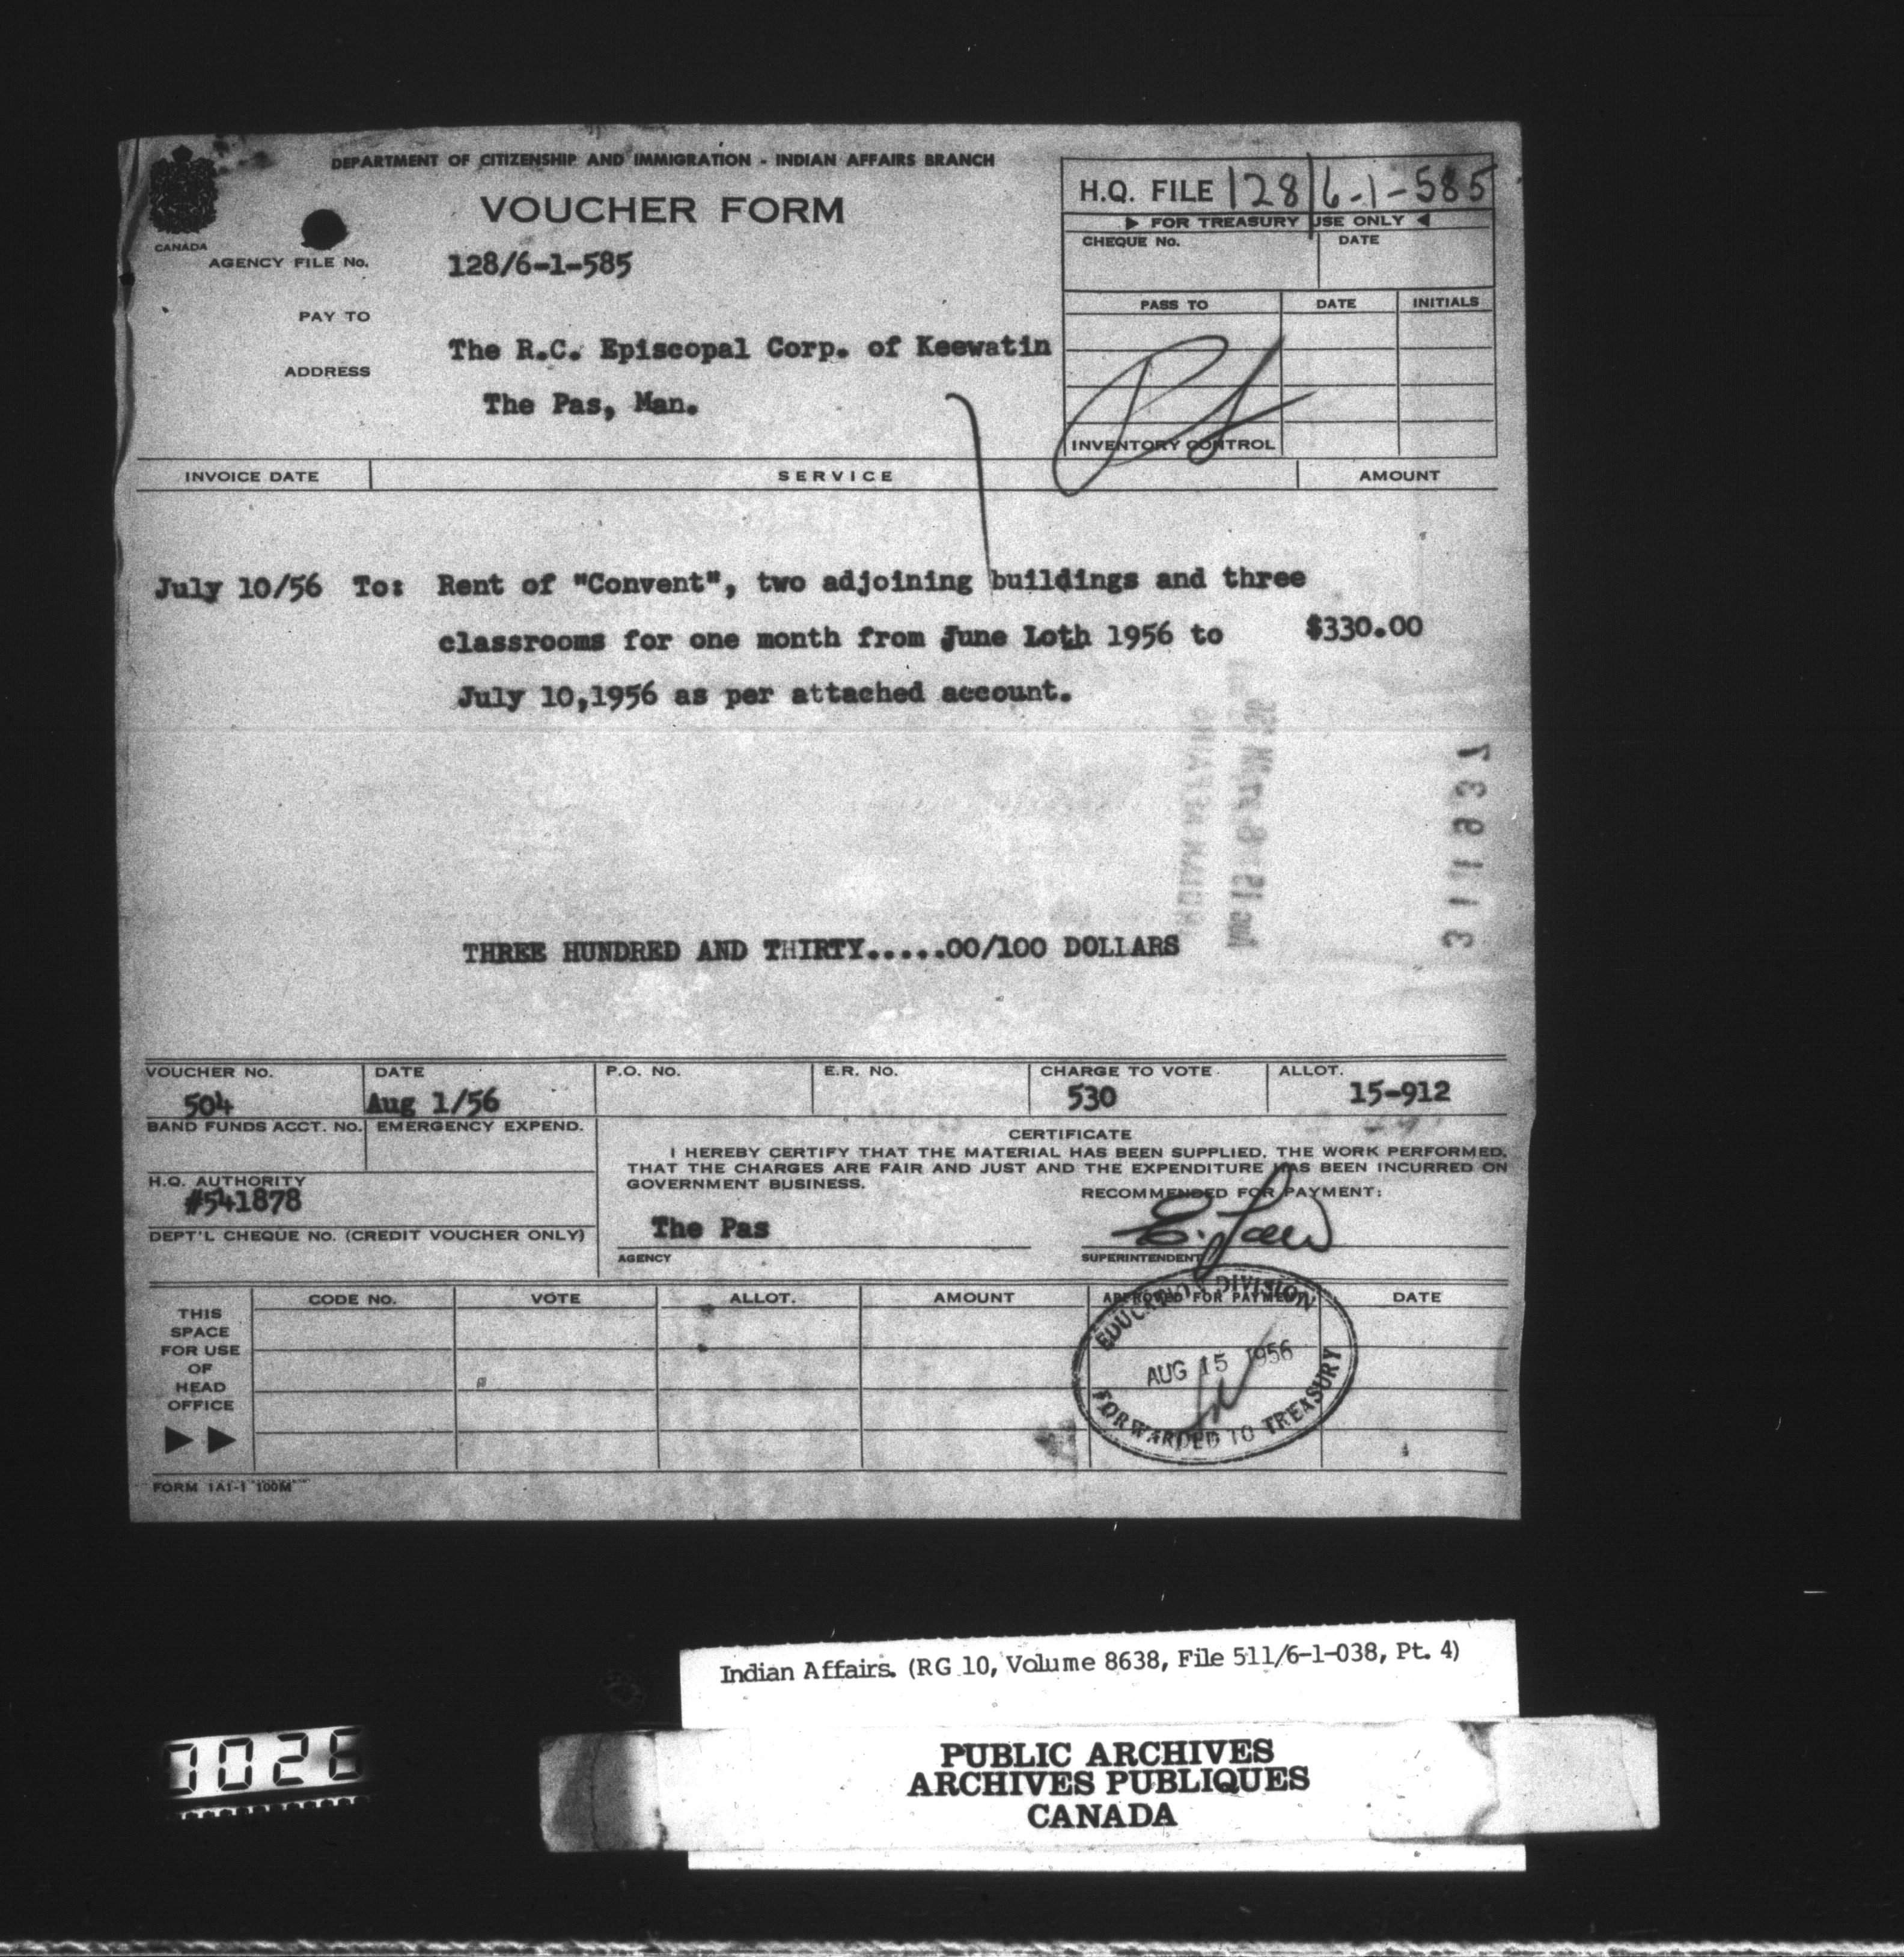 DEPARTMENT OF CITIZENSHIP AND IMMIGRATION - INDIAN AFFAIRS BRANCH
VOUCHER FORM
CANADA
H.Q. FILE 128/6-1-585
FOR TREASURY USE ONLY
CHEQUE No. DATE
AGENCY FILE No. 128/6-1-585
PASS TO DATE INITIALS
PAY TO
The R.C. Episcopal Corp. of Keewatin
ADDRESS
The Pas, Man.
INVENTORY CONTROL
INVOICE DATE SERVICE AMOUNT
July 10/56 To: Rent of "Convent", two adjoining buildings and three
classrooms for one month from June Loth 1956 to $330.00
July 10,1956 as per attached account.
THREE HUNDRED AND THIRTY.....00/100 DOLLARS
VOUCHER No. DATE P.O. NO. E.R. NO. CHARGE TO VOTE ALLOT.
504 Aug 1/56 530 15-912
BAND FUNDS ACCT. No. EMERGENCY EXPEND.
CERTIFICATE
I HEREBY CERTIFY THAT THE MATERIAL HAS BEEN SUPPLIED, THE WORK PERFORMED,
THAT THE CHARGES ARE FAIR AND JUST AND THE EXPENDITURE HAS BEEN INCURRED ON
GOVERNMENT BUSINESS.
H.Q. AUTHORITY
#541878
RECOMMENDED FOR PAYMENT:
DEPT'L CHEQUE No. (CREDIT VOUCHER ONLY)
The Pas
AGENCY
SUPERINTENDENT
THIS
SPACE
FOR USE
OF
HEAD
OFFICE
CODE NO. VOTE ALLOT. AMOUNT APPROVED FOR PAYMENT DATE
EDUCATION DIVISION
AUG 15 1956
FORWARDED TO TREASURY
FORM 1A1-1 100M
Indian Affairs. (RG 10, Volume 8638, File 511/6-1-038, Pt. 4)
PUBLIC ARCHIVES
ARCHIVES PUBLIQUES
CANADA